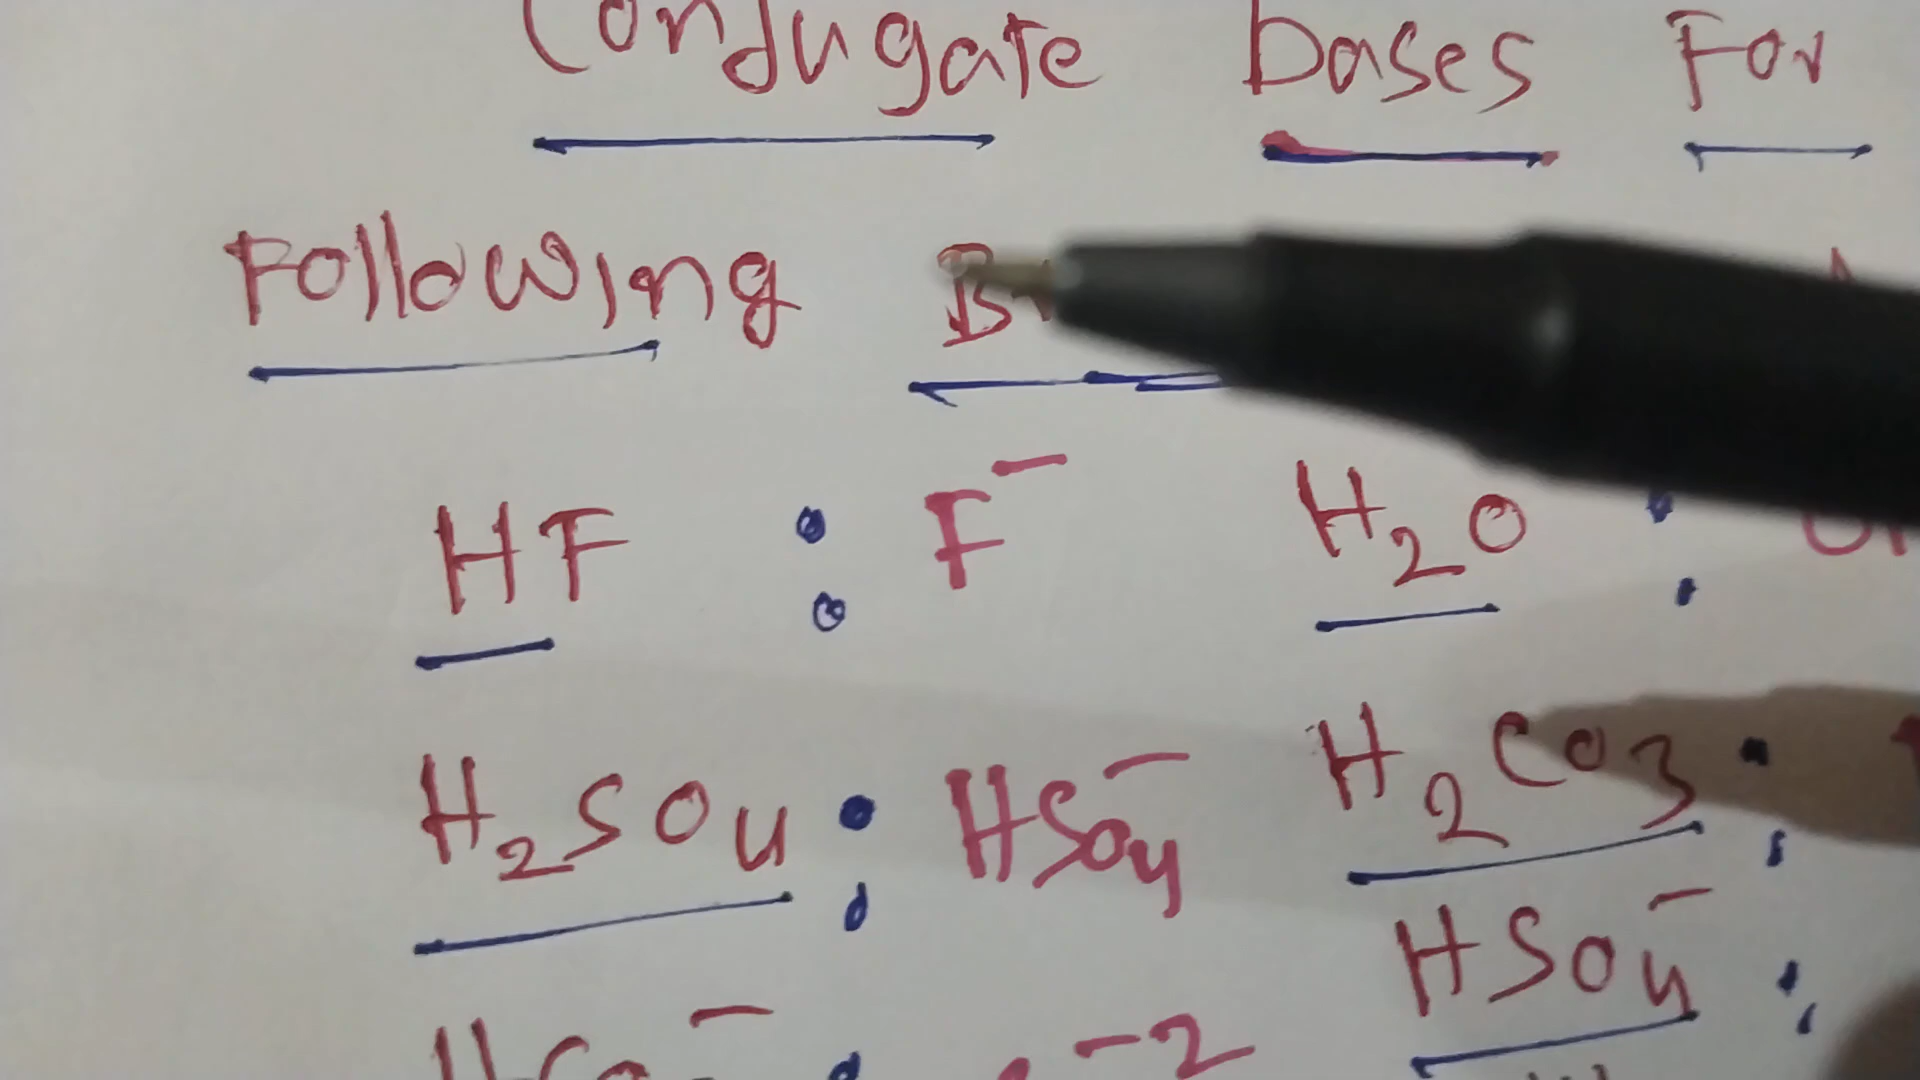 Conjugate bases For
Following
HF : F⁻ H₂O :
H₂SO₄ : HSO₄⁻ H₂CO₃ :
HSO₄⁻ :